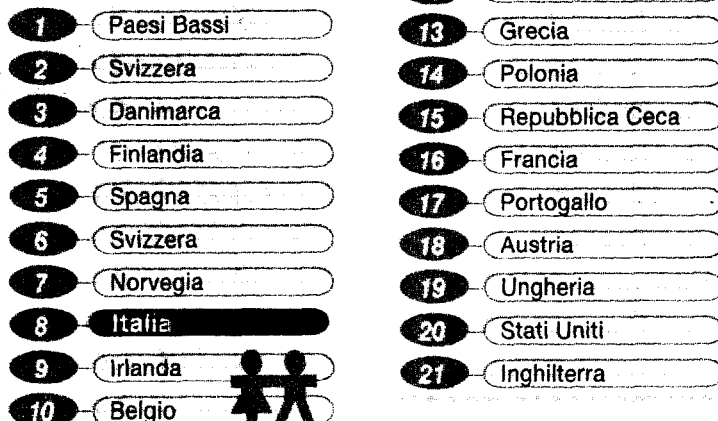 1 Paesi Bassi
2 Svizzera
3 Danimarca
4 Finlandia
5 Spagna
6 Svizzera
7 Norvegia
8 Italia
9 Irlanda
10 Belgio
13 Grecia
14 Polonia
15 Repubblica Ceca
16 Francia
17 Portogallo
18 Austria
19 Ungheria
20 Stati Uniti
21 Inghilterra